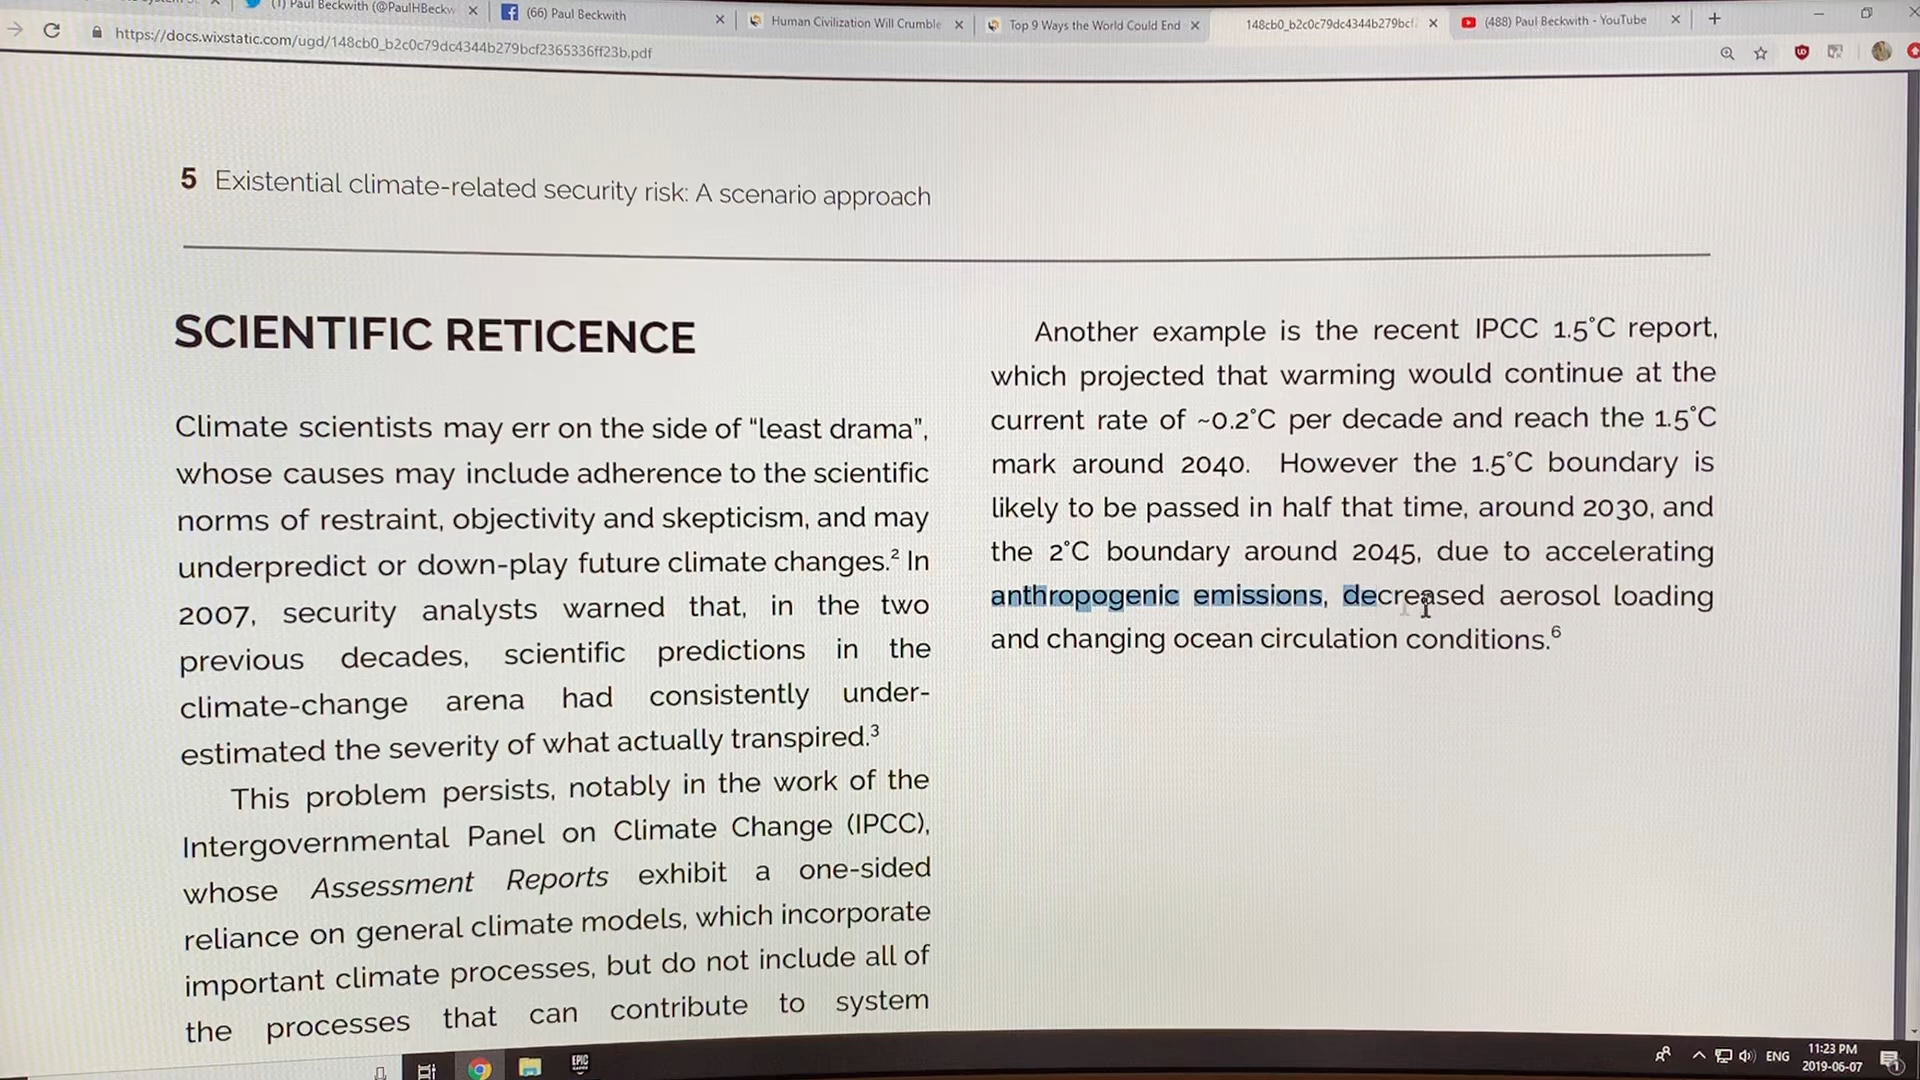 (1) Paul Beckwith (@PaulHBeckw
(66) Paul Beckwith
Human Civilization Will Crumble
Top 9 Ways the World Could End
148cb0_b2c0c79dc4344b279bcf
(488) Paul Beckwith - YouTube
https://docs.wixstatic.com/ugd/148cb0_b2c0c79dc4344b279bcf2365336ff23b.pdf
5 Existential climate-related security risk: A scenario approach
SCIENTIFIC RETICENCE
Climate scientists may err on the side of “least drama”,
whose causes may include adherence to the scientific
norms of restraint, objectivity and skepticism, and may
underpredict or down-play future climate changes.² In
2007, security analysts warned that, in the two
previous decades, scientific predictions in the
climate-change arena had consistently under-
estimated the severity of what actually transpired.³
This problem persists, notably in the work of the
Intergovernmental Panel on Climate Change (IPCC),
whose Assessment Reports exhibit a one-sided
reliance on general climate models, which incorporate
important climate processes, but do not include all of
the processes that can contribute to system
Another example is the recent IPCC 1.5°C report,
which projected that warming would continue at the
current rate of ~0.2°C per decade and reach the 1.5°C
mark around 2040. However the 1.5°C boundary is
likely to be passed in half that time, around 2030, and
the 2°C boundary around 2045, due to accelerating
anthropogenic emissions, decreased aerosol loading
and changing ocean circulation conditions.⁶
EPIC
ENG
11:23 PM
2019-06-07